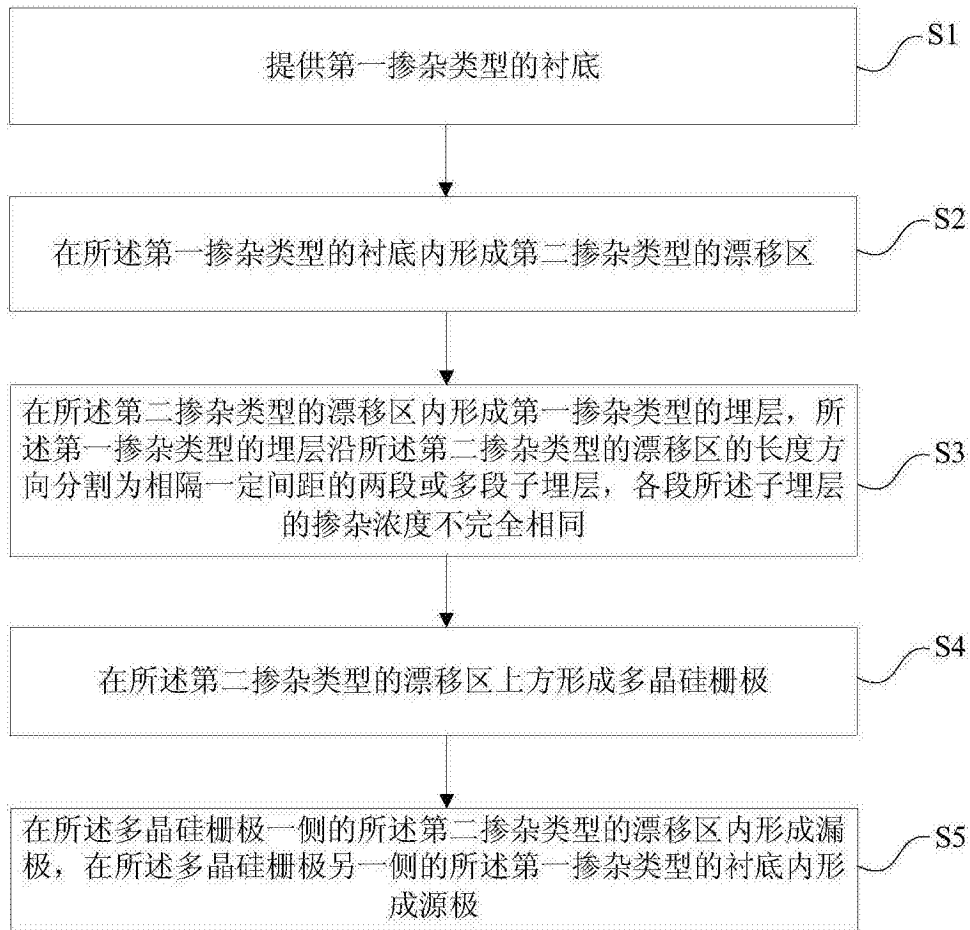 提供第一掺杂类型的衬底
S1
在所述第一掺杂类型的衬底内形成第二掺杂类型的漂移区
S2
在所述第二掺杂类型的漂移区内形成第一掺杂类型的埋层，所
述第一掺杂类型的埋层沿所述第二掺杂类型的漂移区的长度方
向分割为相隔一定间距的两段或多段子埋层，各段所述子埋层
的掺杂浓度不完全相同
S3
在所述第二掺杂类型的漂移区上方形成多晶硅栅极
S4
在所述多晶硅栅极一侧的所述第二掺杂类型的漂移区内形成漏
极，在所述多晶硅栅极另一侧的所述第一掺杂类型的衬底内形
成源极
S5